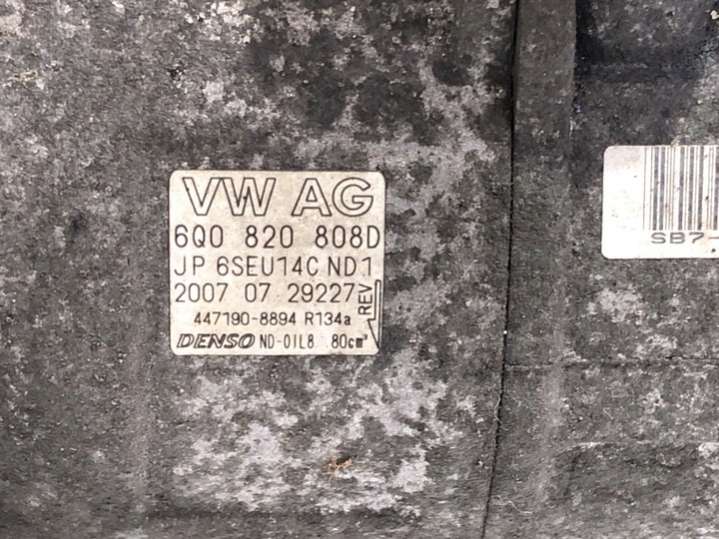 VW AG
6Q0 820 808D
JP 6SEU14C ND1
2007 07 29227
REV
447190-8894 R134a
DENSO ND-OIL8 80cm³
SB7-